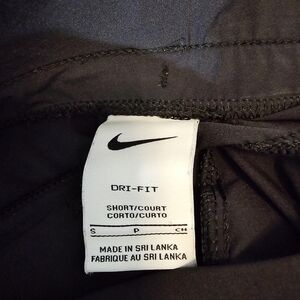 DRI-FIT
SHORT/COURT
CORTO/CURTO
S P CH
MADE IN SRI LANKA
FABRIQUE AU SRI LANKA